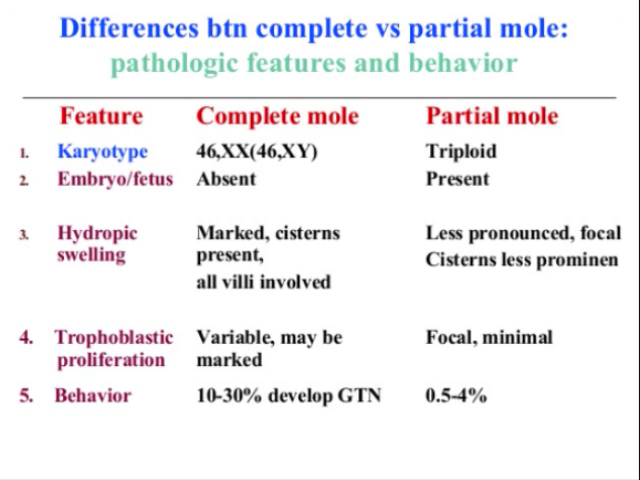 Differences btn complete vs partial mole:
pathologic features and behavior
Feature Complete mole Partial mole
1. Karyotype 46,XX(46,XY) Triploid
2. Embryo/fetus Absent Present
3. Hydropic Marked, cisterns Less pronounced, focal
swelling present, Cisterns less prominen
all villi involved
4. Trophoblastic Variable, may be Focal, minimal
proliferation marked
5. Behavior 10-30% develop GTN 0.5-4%